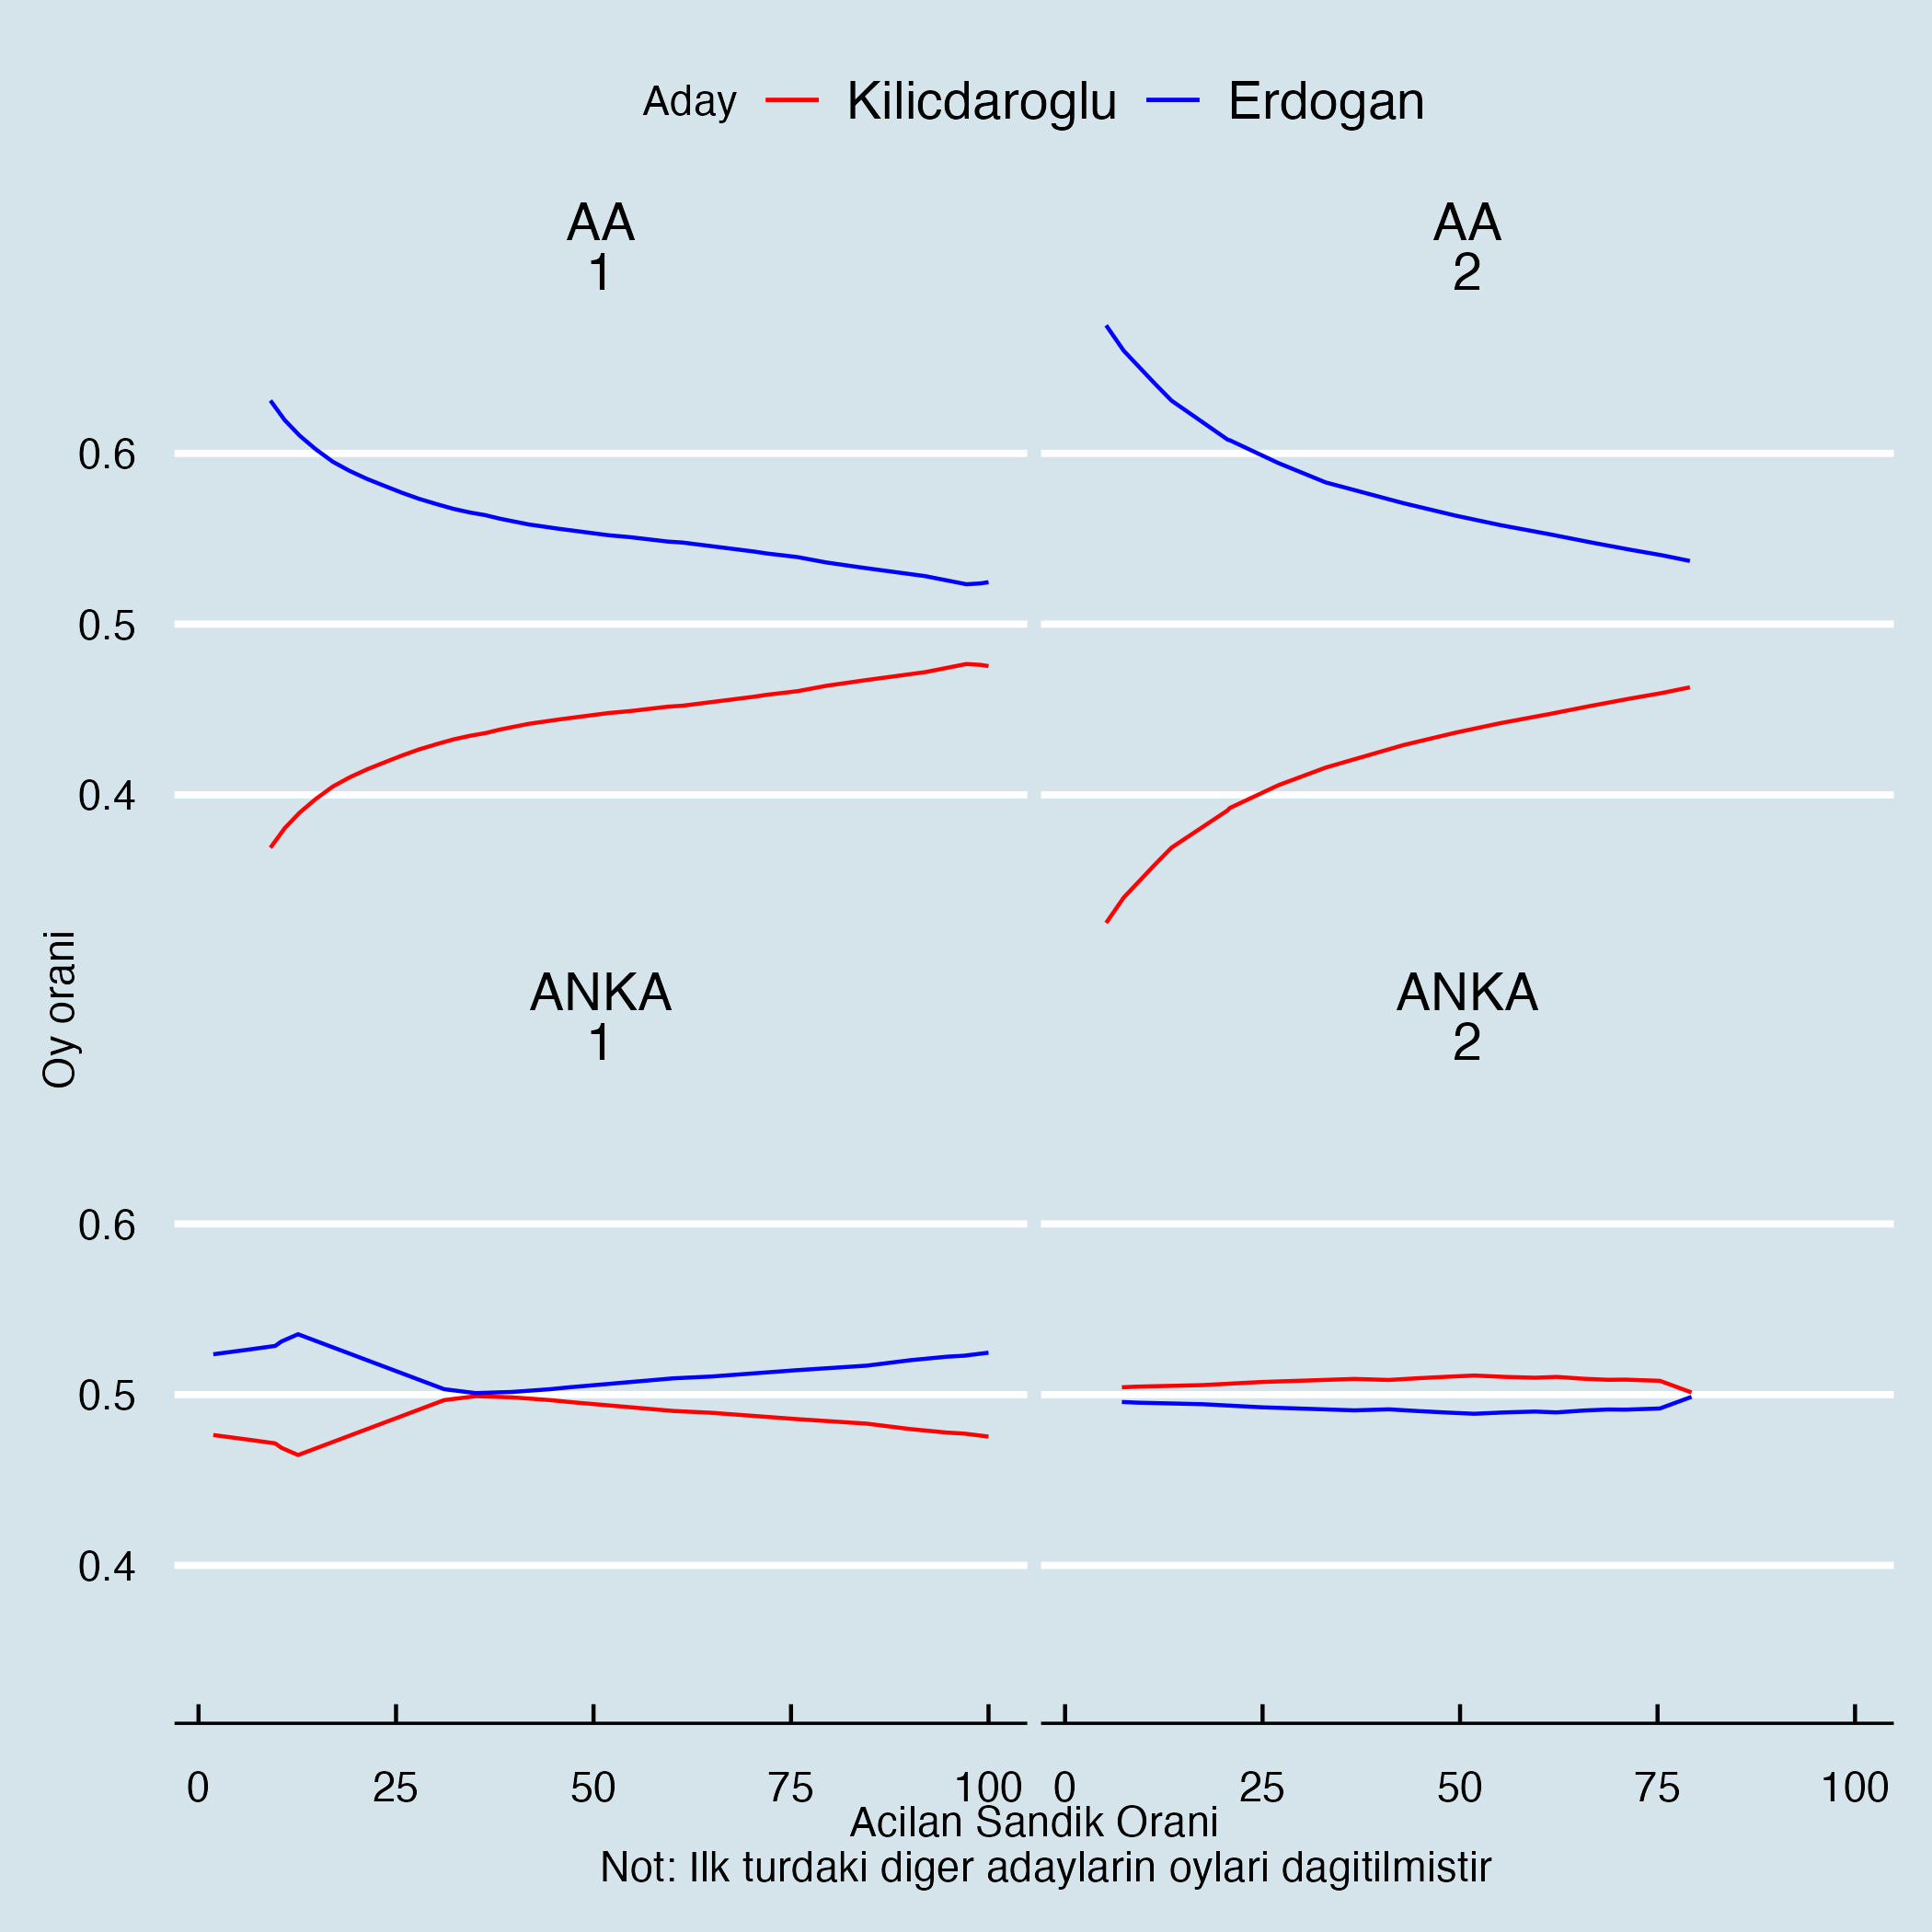 Aday Kilicdaroglu Erdogan
AA
1
AA
2
0.6
0.5
0.4
Oy orani
ANKA
1
ANKA
2
0.6
0.5
0.4
0 25 50 75 100 0 25 50 75 100
Acilan Sandik Orani
Not: Ilk turdaki diger adaylarin oylari dagitilmistir